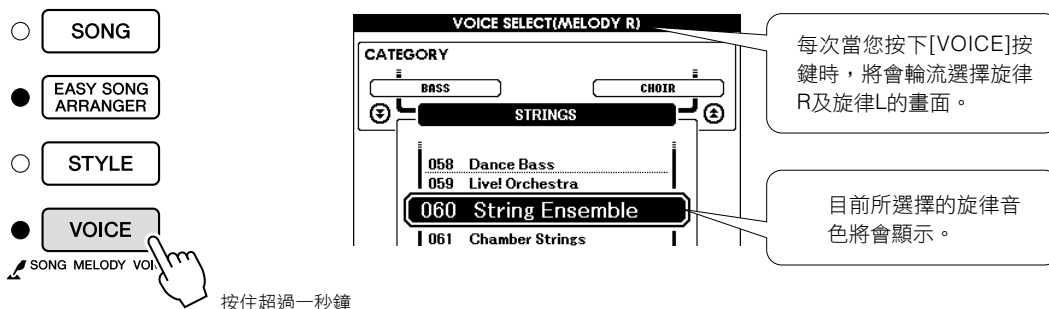 SONG
EASY SONG
ARRANGER
STYLE
VOICE
SONG MELODY VOI
按住超過一秒鐘
VOICE SELECT(MELODY R)
CATEGORY
BASS
CHOIR
STRINGS
058 Dance Bass
059 Live! Orchestra
060 String Ensemble
061 Chamber Strings
每次當您按下[VOICE]按
鍵時，將會輪流選擇旋律
R及旋律L的畫面。
目前所選擇的旋律音
色將會顯示。